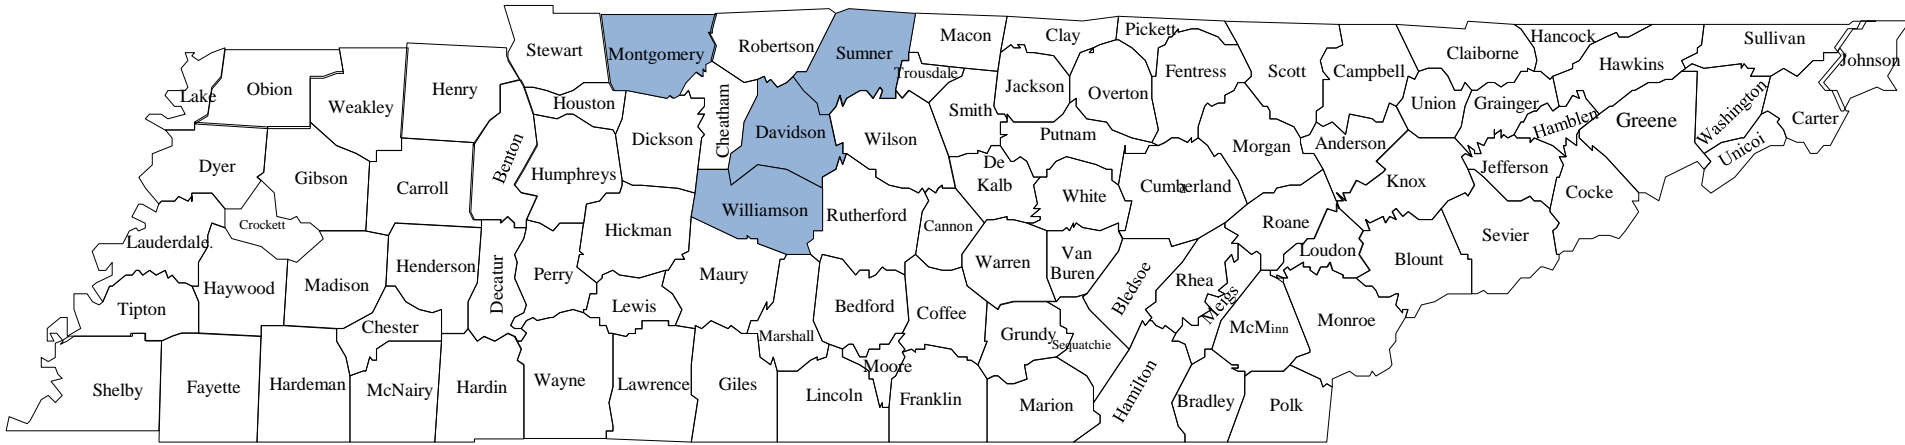 Stewart
Montgomery
Robertson
Sumner
Macon
Clay
Pickett
Scott
Campbell
Claiborne
Hancock
Hawkins
Sullivan
Johnson
Lake
Obion
Weakley
Henry
Houston
Dickson
Cheatham
Davidson
Wilson
Trousdale
Smith
Jackson
Overton
Fentress
Morgan
Anderson
Union
Grainger
Hamblen
Greene
Washington
Unicoi
Carter
Dyer
Gibson
Carroll
Benton
Humphreys
Williamson
Rutherford
Cannon
De
Kalb
Putnam
White
Cumberland
Roane
Knox
Jefferson
Cocke
Sevier
Lauderdale.
Crockett
Haywood
Madison
Henderson
Decatur
Perry
Hickman
Lewis
Maury
Marshall
Bedford
Coffee
Warren
Van
Buren
Bledsoe
Rhea
Meigs
Loudon
Blount
Monroe
McMinn
Tipton
Chester
Grundy
Sequatchie
Shelby
Fayette
Hardeman
McNairy
Hardin
Wayne
Lawrence
Giles
Lincoln
Moore
Franklin
Marion
Hamilton
Bradley
Polk